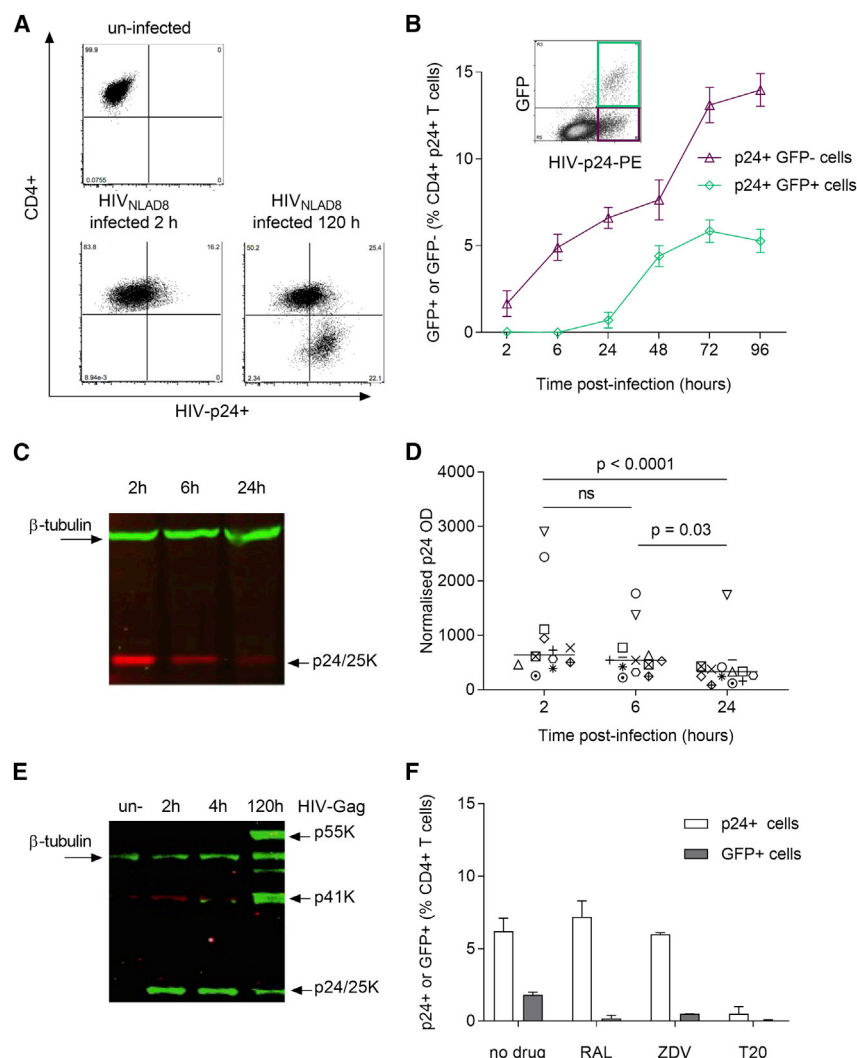 A
un-infected
99.9
0
0.0755
CD4+
HIVNLAD8
infected 2 h
HIVNLAD8
infected 120 h
83.8
16.2
8.94e-3
0
50.2
25.4
2.34
22.1
HIV-p24+
B
GFP+ or GFP- (% CD4+ p24+ T cells)
15
10
5
0
R3
R5
GFP
HIV-p24-PE
p24+ GFP- cells
p24+ GFP+ cells
2
6
24
48
72
96
Time post-infection (hours)
C
2h
6h
24h
β-tubulin
p24/25K
D
Normalised p24 OD
4000
3000
2000
1000
0
p < 0.0001
ns
p = 0.03
2
6
24
Time post-infection (hours)
E
un-
2h
4h
120h
HIV-Gag
β-tubulin
p55K
p41K
p24/25K
F
p24+ or GFP+ (% CD4+ T cells)
15
10
5
0
p24+ cells
GFP+ cells
no drug
RAL
ZDV
T20